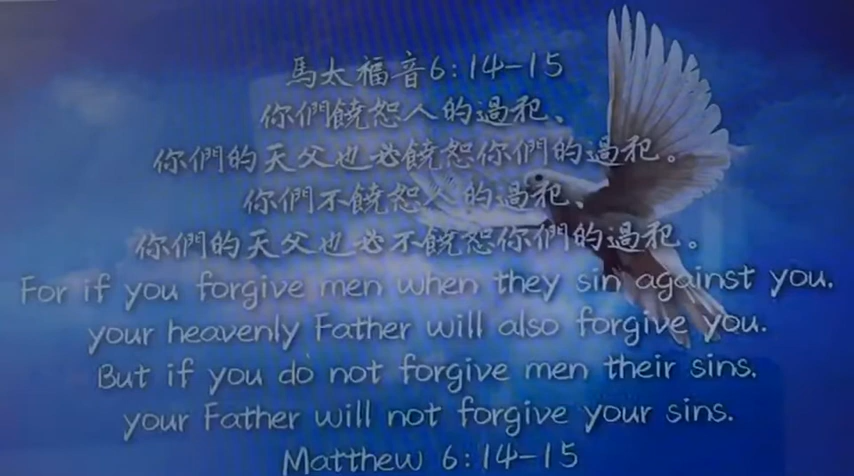 馬太福音6:14-15
你們饒恕人的過犯、
你們的天父也必饒恕你們的過犯。
你們不饒恕人的過犯、
你們的天父也必不饒恕你們的過犯。
For if you forgive men when they sin against you.
your heavenly Father will also forgive you.
But if you do not forgive men their sins.
your Father will not forgive your sins.
Matthew 6:14-15